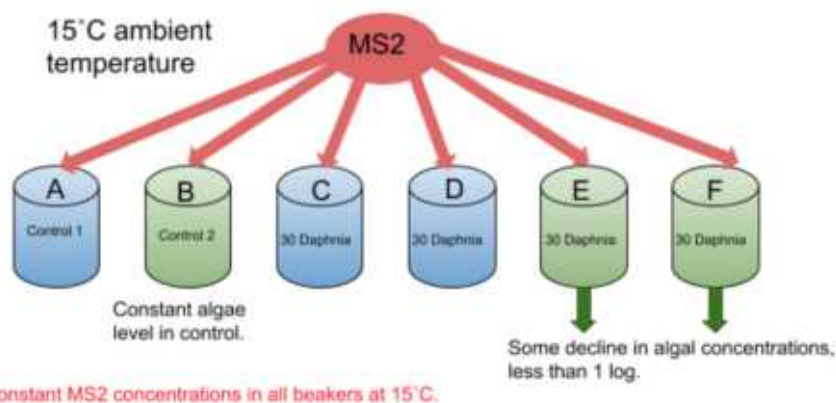 15˚C ambient
temperature
MS2
A
B
C
D
E
F
Control 1
Control 2
30 Daphnia
30 Daphnia
30 Daphnia
30 Daphnia
Constant algae
level in control.
Some decline in algal concentrations,
less than 1 log.
onstant MS2 concentrations in all beakers at 15˚C.